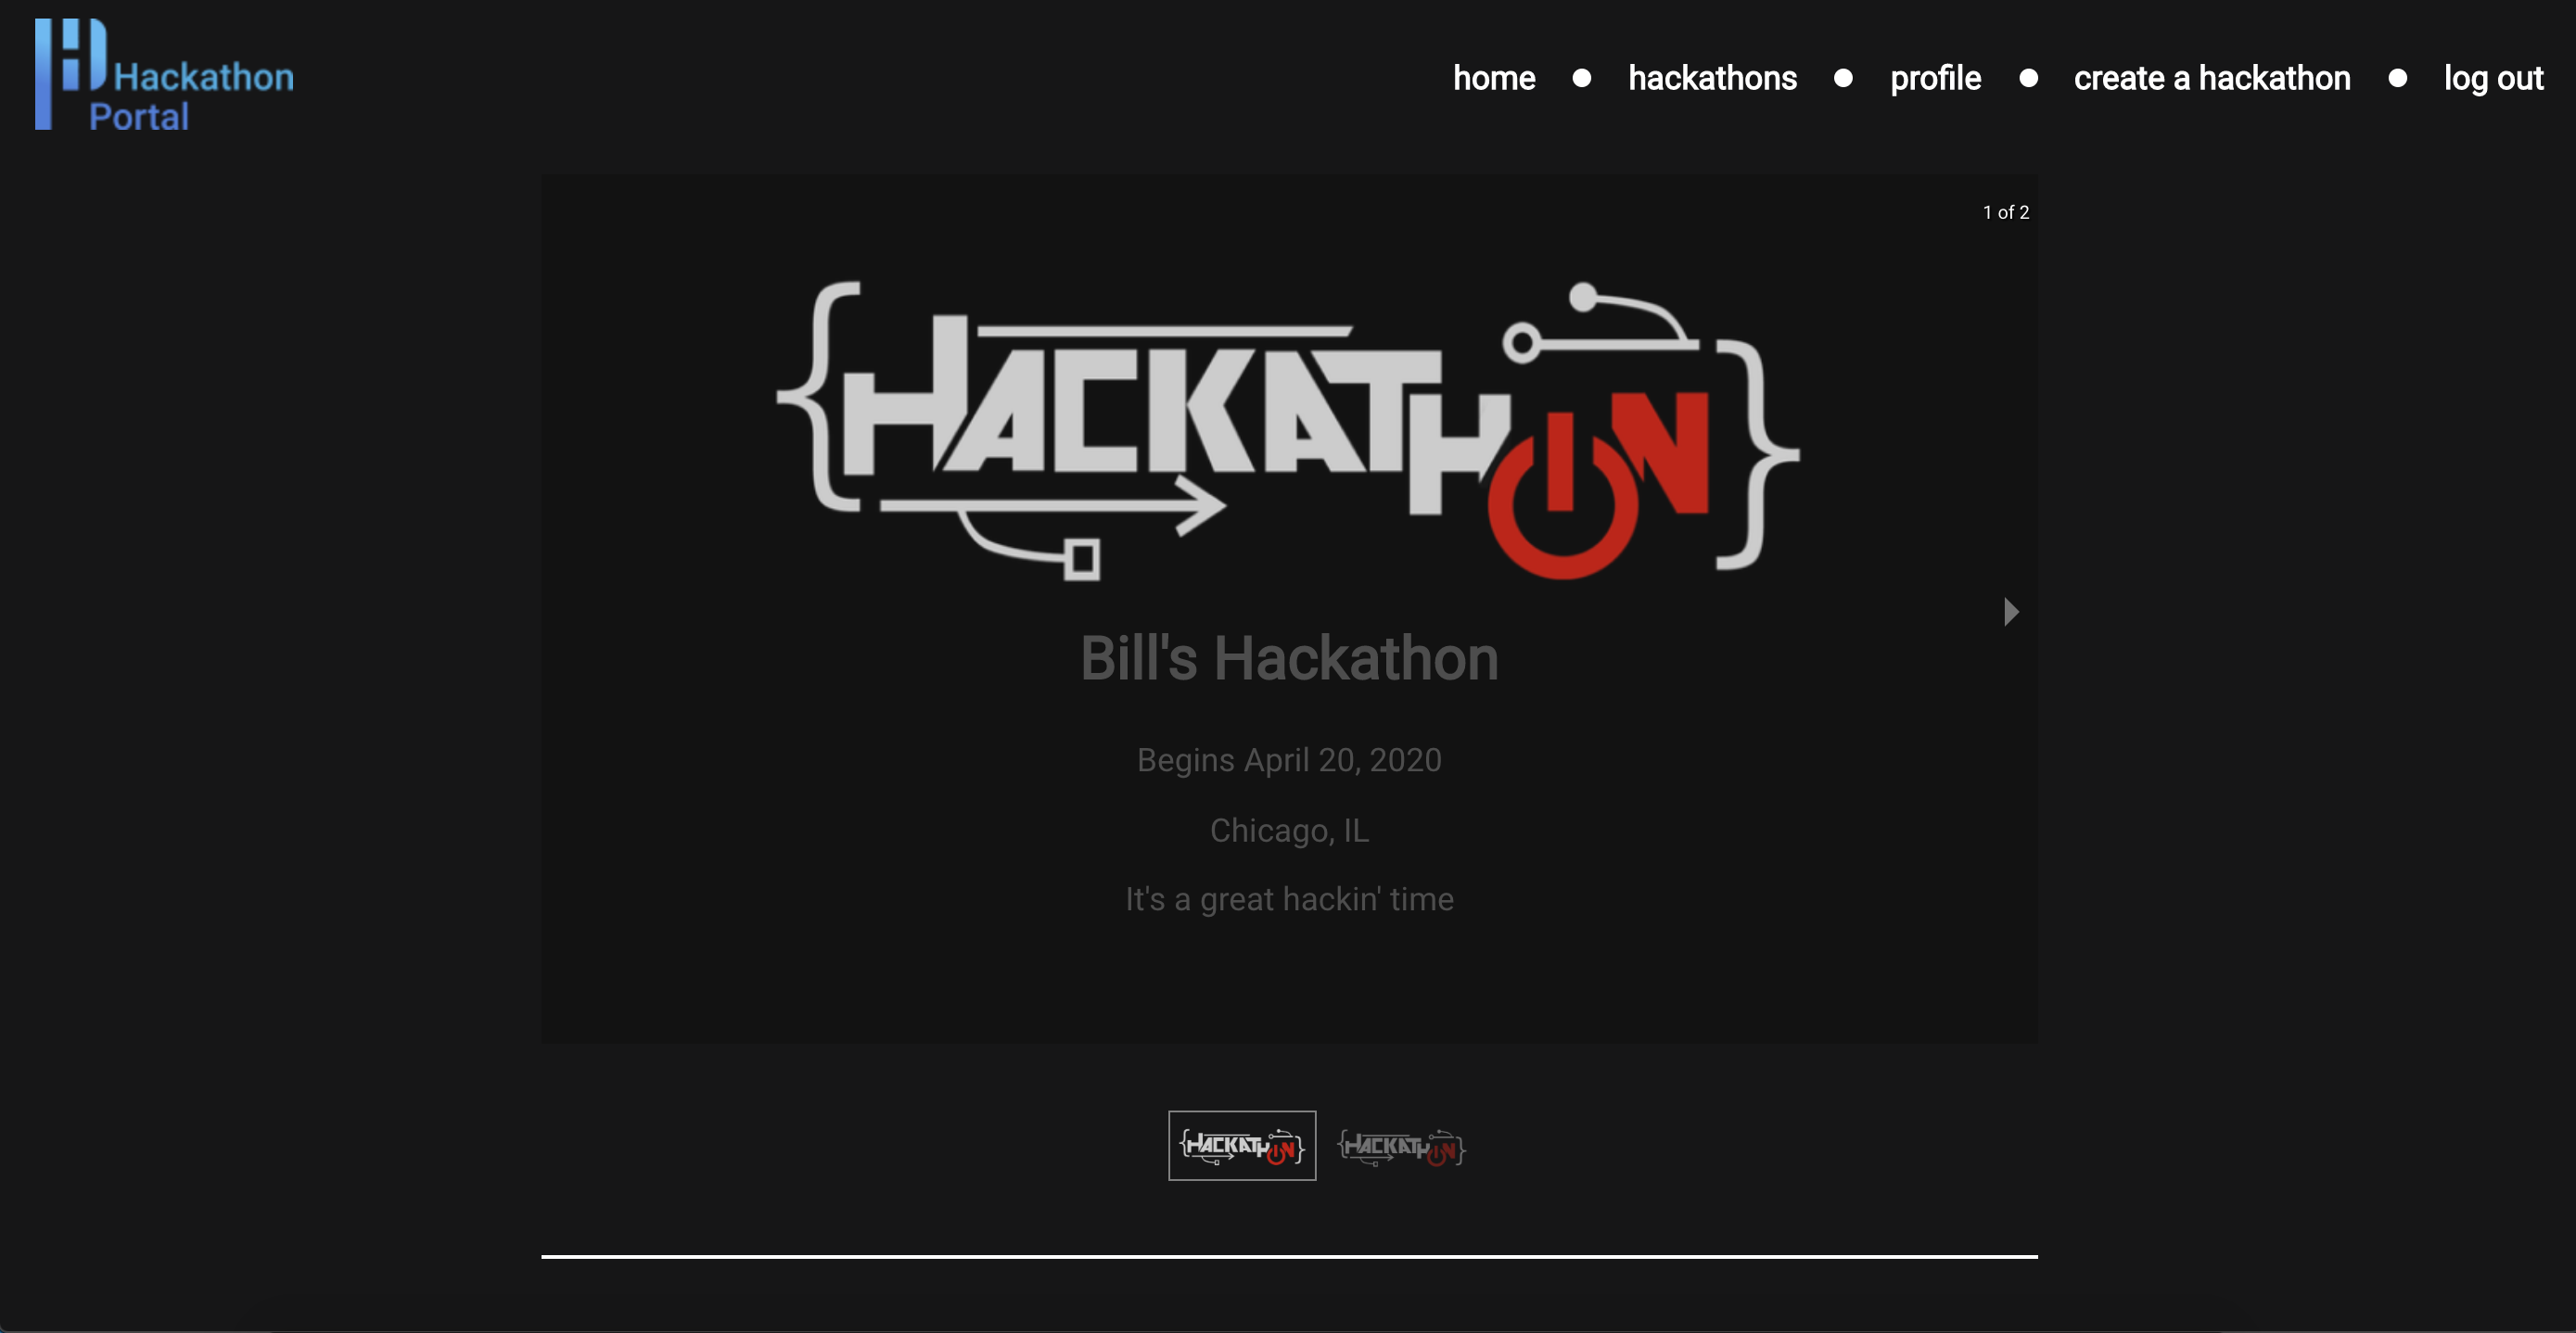 Hackathon
Portal
home ● hackathons ● profile ● create a hackathon ● log out
1 of 2
{HACKATHON}
Bill's Hackathon
Begins April 20, 2020
Chicago, IL
It's a great hackin' time
{HACKATHON} {HACKATHON}